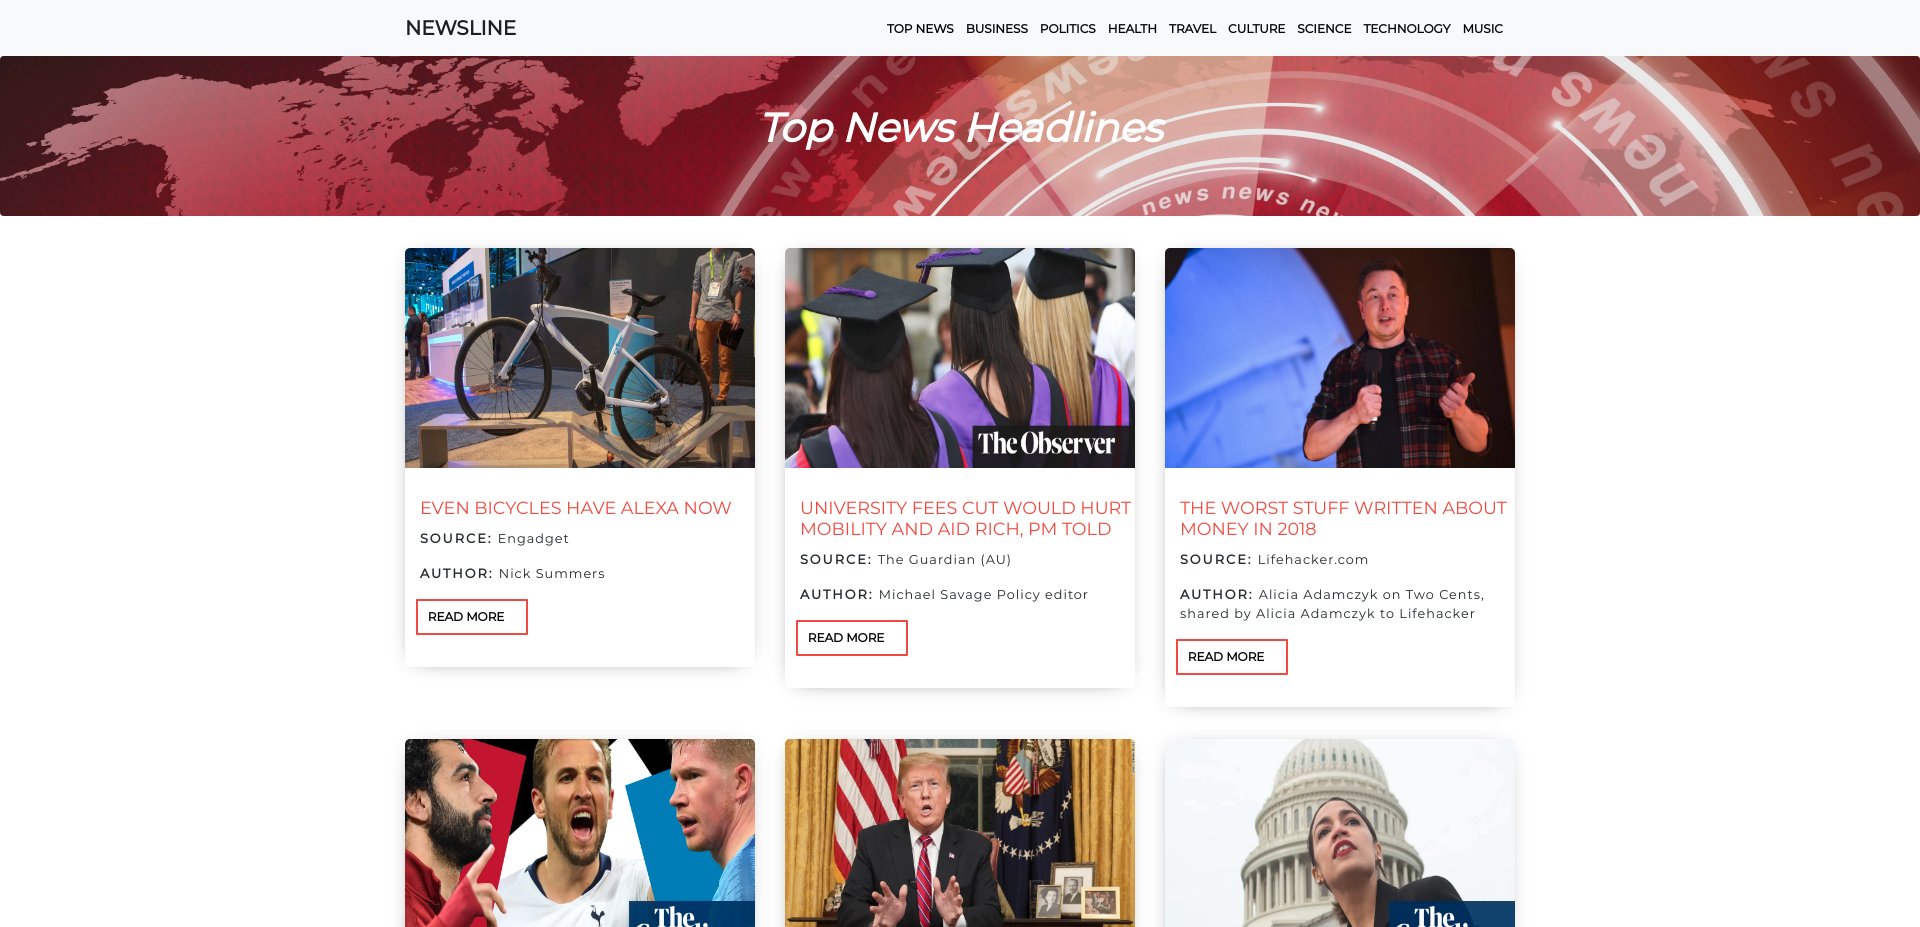 NEWSLINE
TOP NEWS BUSINESS POLITICS HEALTH TRAVEL CULTURE SCIENCE TECHNOLOGY MUSIC
Top News Headlines
news news
The Observer
EVEN BICYCLES HAVE ALEXA NOW
SOURCE: Engadget
AUTHOR: Nick Summers
READ MORE
UNIVERSITY FEES CUT WOULD HURT
MOBILITY AND AID RICH, PM TOLD
SOURCE: The Guardian (AU)
AUTHOR: Michael Savage Policy editor
READ MORE
THE WORST STUFF WRITTEN ABOUT
MONEY IN 2018
SOURCE: Lifehacker.com
AUTHOR: Alicia Adamczyk on Two Cents,
shared by Alicia Adamczyk to Lifehacker
READ MORE
The
The